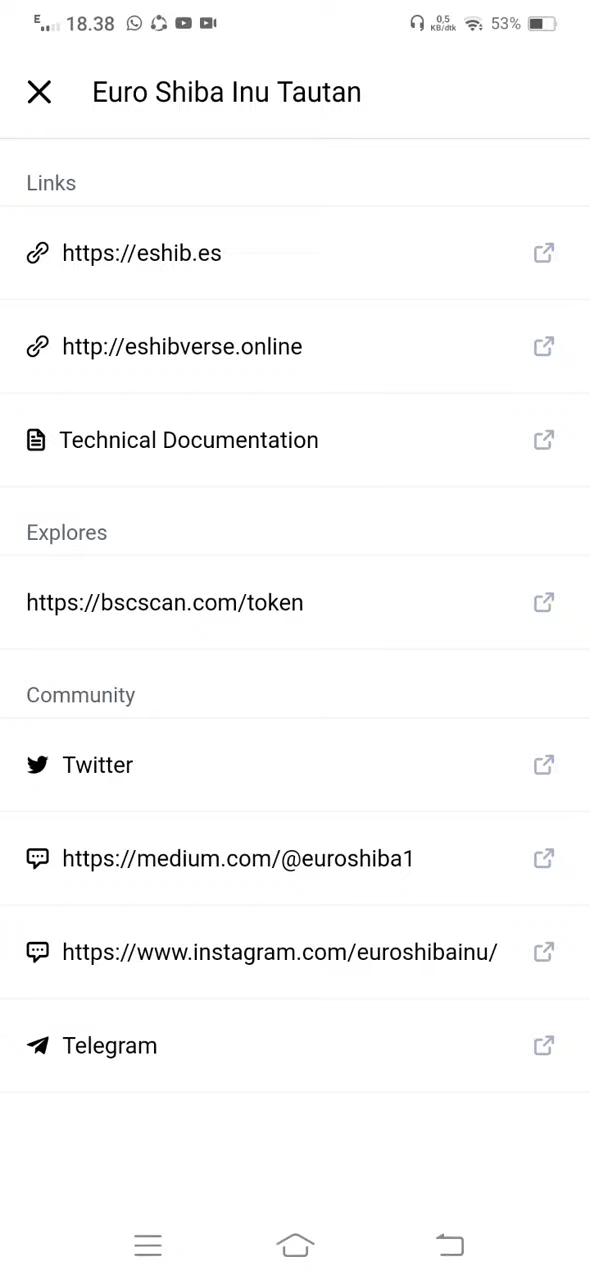 E 18.38 0,5 KB/dtk 53%
Euro Shiba Inu Tautan
Links
https://eshib.es
http://eshibverse.online
Technical Documentation
Explores
https://bscscan.com/token
Community
Twitter
https://medium.com/@euroshiba1
https://www.instagram.com/euroshibainu/
Telegram